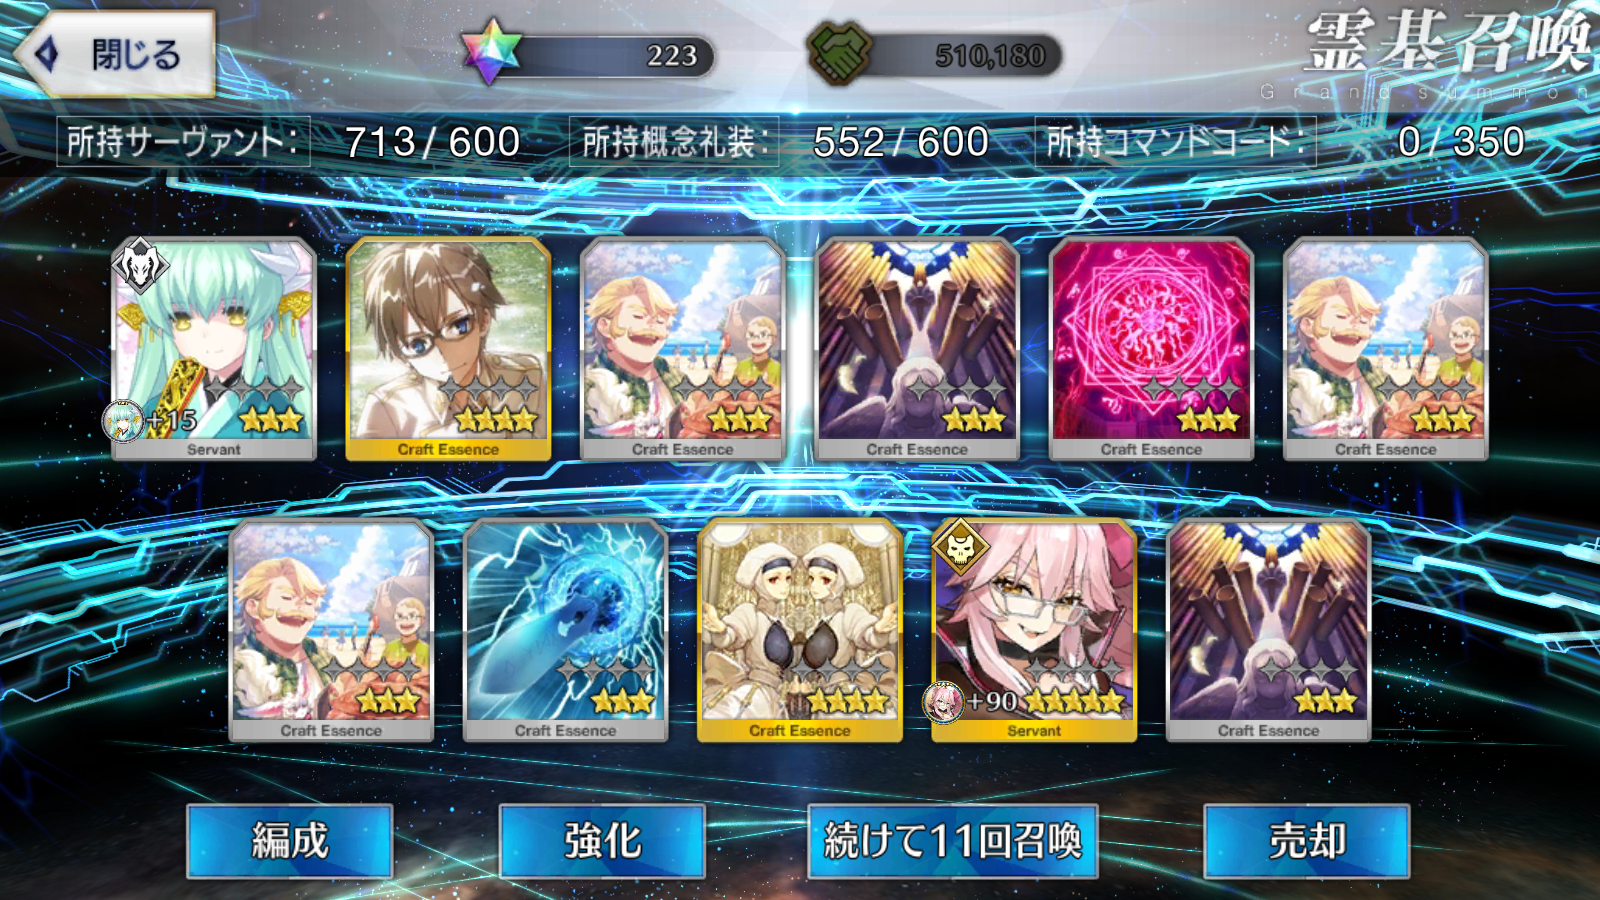 閉じる
223
510,180
霊基召喚
Grand summon
所持サーヴァント: 713 / 600
所持概念礼装: 552 / 600
所持コマンドコード: 0 / 350
+15
Servant
Craft Essence
Craft Essence
Craft Essence
Craft Essence
Craft Essence
Craft Essence
Craft Essence
Craft Essence
+90
Servant
Craft Essence
編成
強化
続けて11回召喚
売却